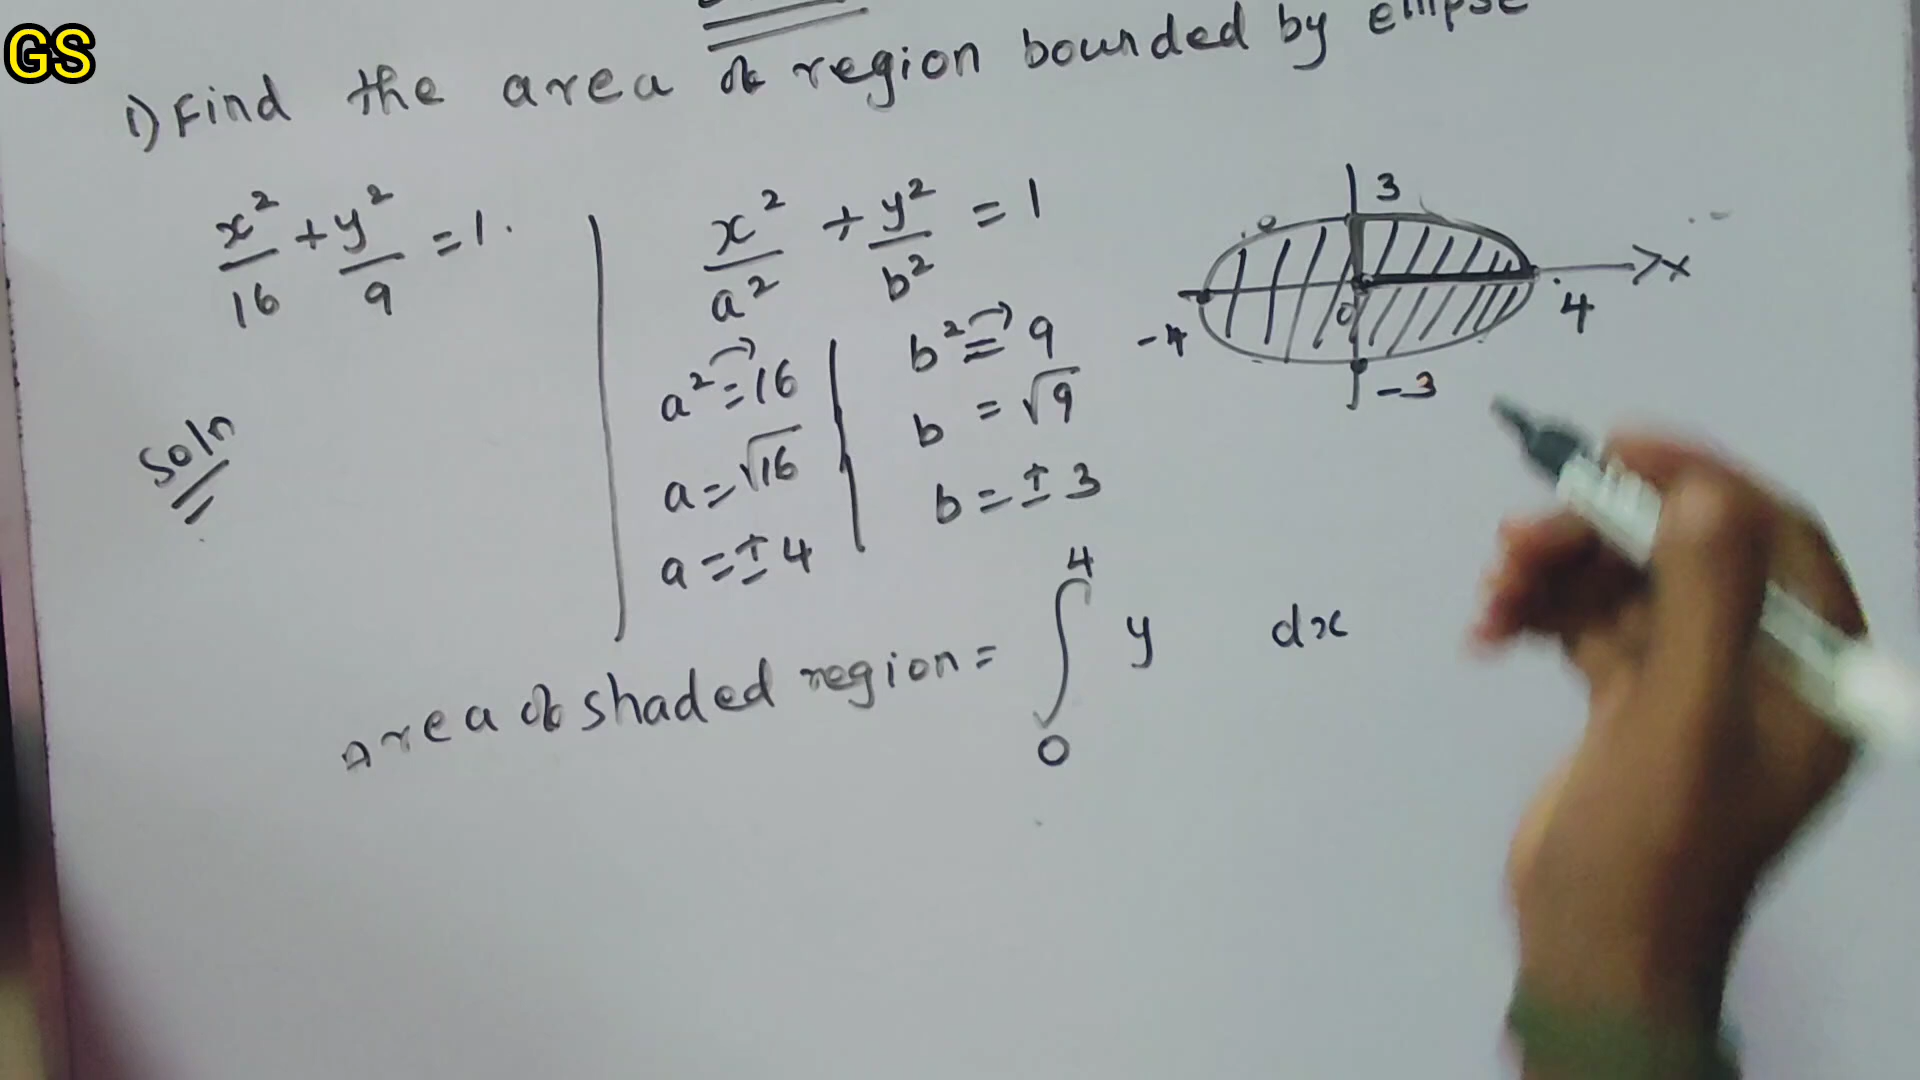 GS
1) Find the area of region bounded by ellipse
x²/16 + y²/9 = 1.
x²/a² + y²/b² = 1
a² = 16
a = √16
a = ± 4
b² = 9
b = √9
b = ± 3
3
x
4
-4
0
-3
Soln
Area of shaded region = ∫₀⁴ y dx